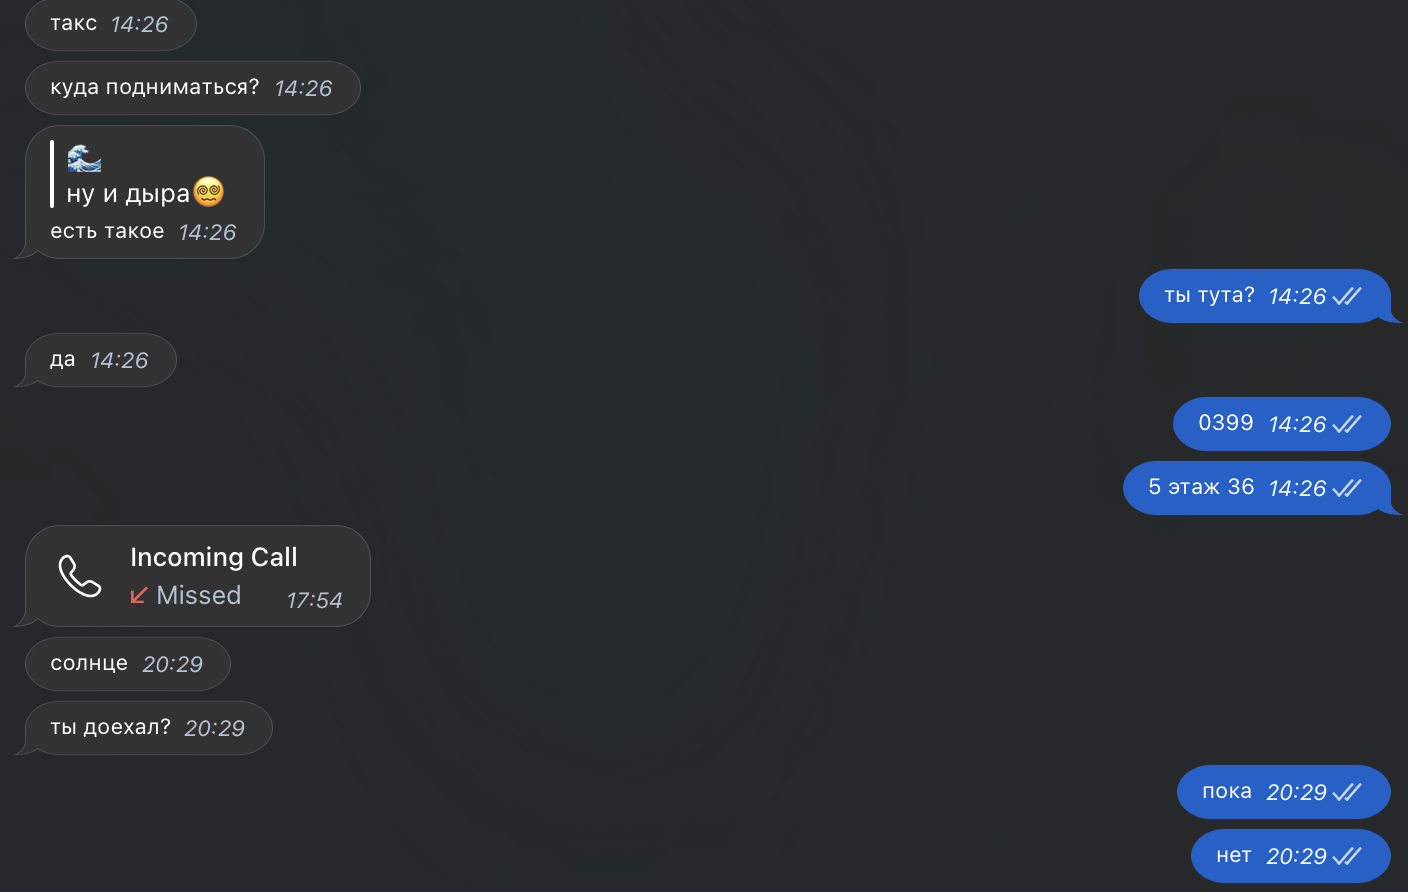 такс 14:26
куда подниматься? 14:26
🌊
ну и дыра😵‍💫
есть такое 14:26
ты тута? 14:26
да 14:26
0399 14:26
5 этаж 36 14:26
Incoming Call
Missed 17:54
солнце 20:29
ты доехал? 20:29
пока 20:29
нет 20:29